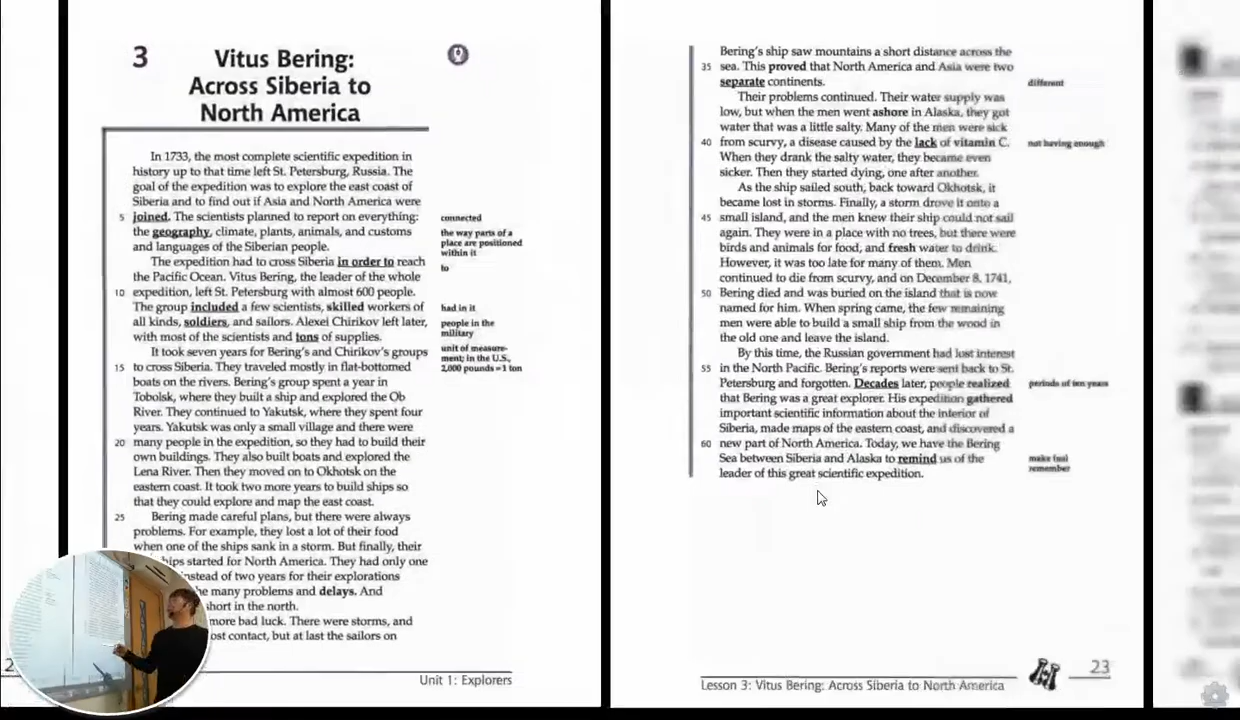 3
Vitus Bering:
Across Siberia to
North America
In 1733, the most complete scientific expedition in
history up to that time left St. Petersburg, Russia. The
goal of the expedition was to explore the east coast of
Siberia and to find out if Asia and North America were
5 joined. The scientists planned to report on everything:
connected
the geography, climate, plants, animals, and customs
the way parts of a
place are positioned
within it
and languages of the Siberian people.
The expedition had to cross Siberia in order to reach
to
the Pacific Ocean. Vitus Bering, the leader of the whole
10 expedition, left St. Petersburg with almost 600 people.
The group included a few scientists, skilled workers of
had in it
all kinds, soldiers, and sailors. Alexei Chirikov left later,
people in the
military
with most of the scientists and tons of supplies.
unit of measure-
ment; in the U.S.,
2,000 pounds = 1 ton
It took seven years for Bering's and Chirikov's groups
15 to cross Siberia. They traveled mostly in flat-bottomed
boats on the rivers. Bering's group spent a year in
Tobolsk, where they built a ship and explored the Ob
River. They continued to Yakutsk, where they spent four
years. Yakutsk was only a small village and there were
20 many people in the expedition, so they had to build their
own buildings. They also built boats and explored the
Lena River. Then they moved on to Okhotsk on the
eastern coast. It took two more years to build ships so
that they could explore and map the east coast.
25 Bering made careful plans, but there were always
problems. For example, they lost a lot of their food
when one of the ships sank in a storm. But finally, their
hips started for North America. They had only one
nstead of two years for their explorations
he many problems and delays. And
short in the north.
more bad luck. There were storms, and
ost contact, but at last the sailors on
2
Unit 1: Explorers
Bering's ship saw mountains a short distance across the
35 sea. This proved that North America and Asia were two
separate continents.
different
Their problems continued. Their water supply was
low, but when the men went ashore in Alaska, they got
water that was a little salty. Many of the men were sick
40 from scurvy, a disease caused by the lack of vitamin C.
not having enough
When they drank the salty water, they became even
sicker. Then they started dying, one after another.
As the ship sailed south, back toward Okhotsk, it
became lost in storms. Finally, a storm drove it onto a
45 small island, and the men knew their ship could not sail
again. They were in a place with no trees, but there were
birds and animals for food, and fresh water to drink.
However, it was too late for many of them. Men
continued to die from scurvy, and on December 8, 1741,
50 Bering died and was buried on the island that is now
named for him. When spring came, the few remaining
men were able to build a small ship from the wood in
the old one and leave the island.
By this time, the Russian government had lost interest
55 in the North Pacific. Bering's reports were sent back to St.
Petersburg and forgotten. Decades later, people realized
periods of ten years
that Bering was a great explorer. His expedition gathered
important scientific information about the interior of
Siberia, made maps of the eastern coast, and discovered a
60 new part of North America. Today, we have the Bering
Sea between Siberia and Alaska to remind us of the
make (us)
remember
leader of this great scientific expedition.
Lesson 3: Vitus Bering: Across Siberia to North America
23